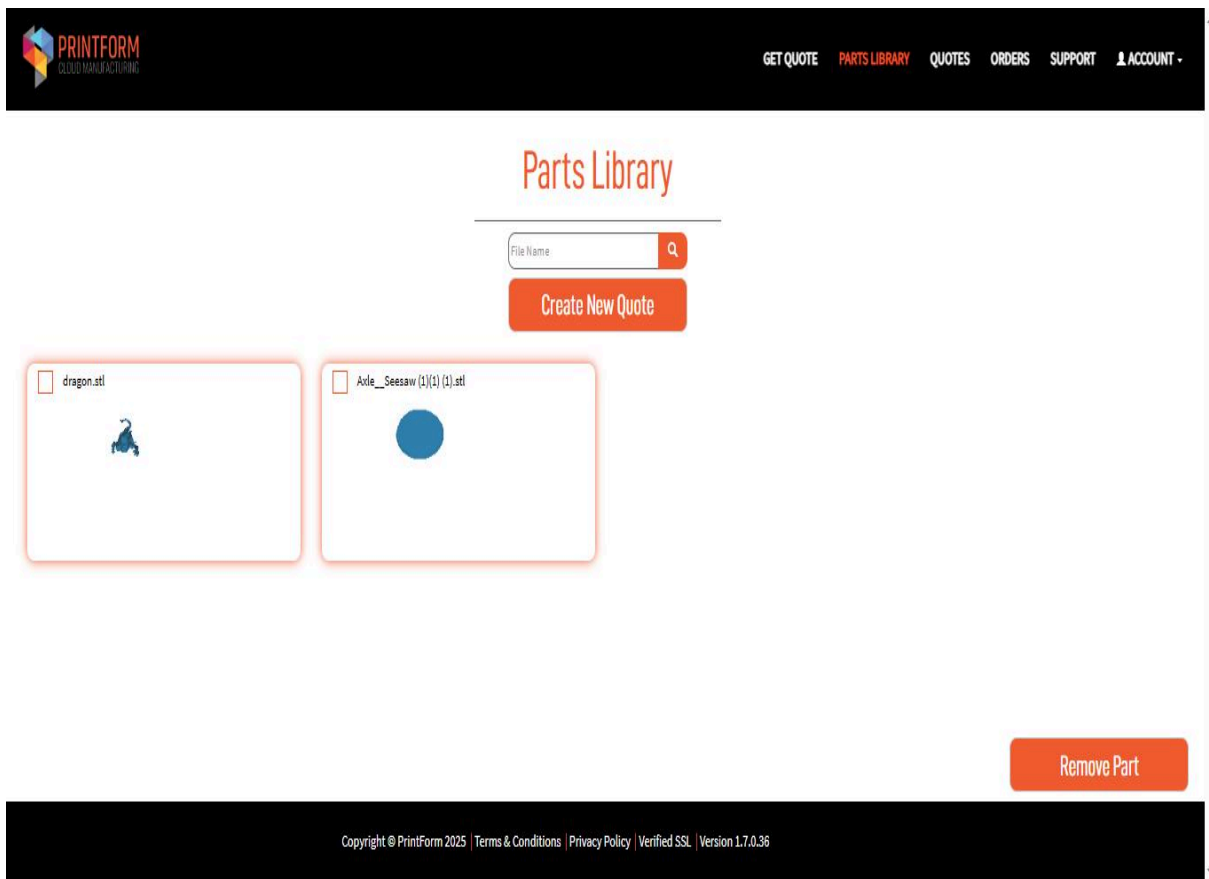 PRINTFORM
CLOUD MANUFACTURING
GET QUOTE PARTS LIBRARY QUOTES ORDERS SUPPORT ACCOUNT
Parts Library
File Name
Create New Quote
dragon.stl
Axle__Seesaw (1)(1) (1).stl
Remove Part
Copyright © PrintForm 2025 | Terms & Conditions | Privacy Policy | Verified SSL | Version 1.7.0.36